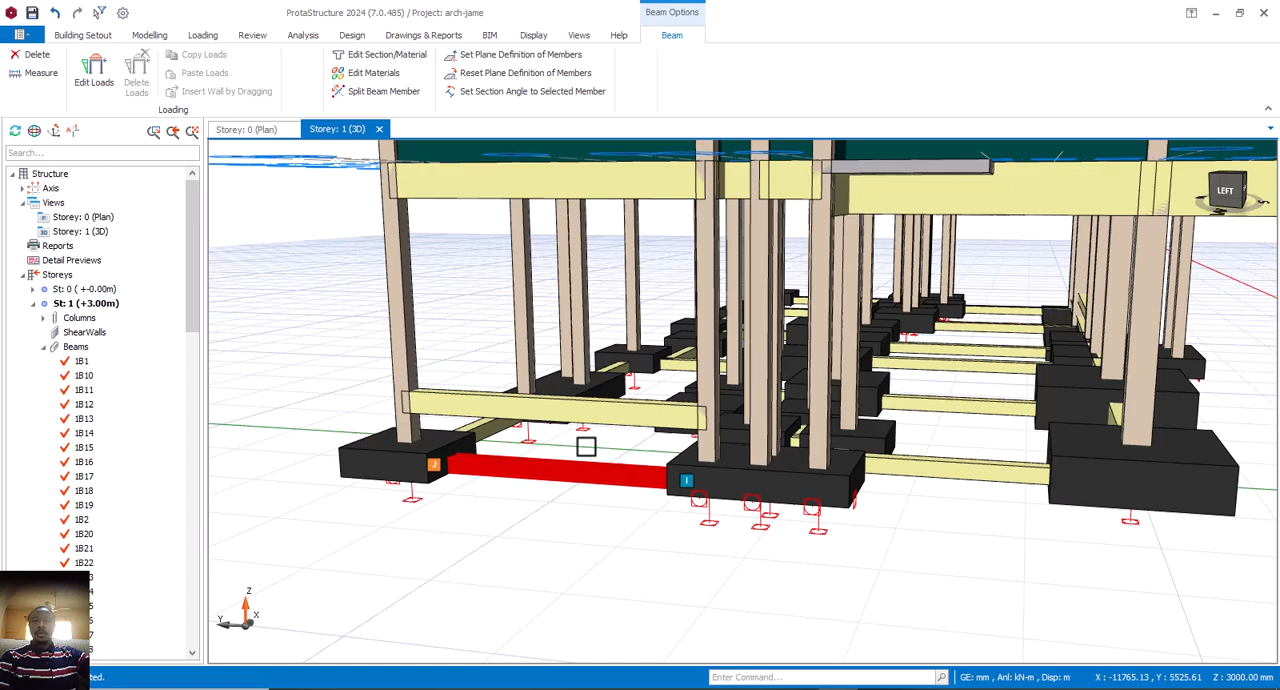 ProtaStructure 2024 (7.0.485) / Project: arch-jame
Beam Options
Building Setout Modelling Loading Review Analysis Design Drawings & Reports BIM Display Views Help Beam
Delete
Measure
Edit Loads
Delete Loads
Copy Loads
Paste Loads
Insert Wall by Dragging
Loading
Edit Section/Material
Edit Materials
Split Beam Member
Set Plane Definition of Members
Reset Plane Definition of Members
Set Section Angle to Selected Member
Storey: 0 (Plan) Storey: 1 (3D)
Search...
Structure
Axis
Views
Storey: 0 (Plan)
Storey: 1 (3D)
Reports
Detail Previews
Storeys
St: 0 (+-0.00m)
St: 1 (+3.00m)
Columns
ShearWalls
Beams
1B1
1B10
1B11
1B12
1B13
1B14
1B15
1B16
1B17
1B18
1B19
1B2
1B20
1B21
1B22
LEFT
J
I
Z
Y
X
Enter Command...
GE: mm , Anl: kN-m , Disp: m
X : -11765.13 , Y : 5525.61
Z : 3000.00 mm